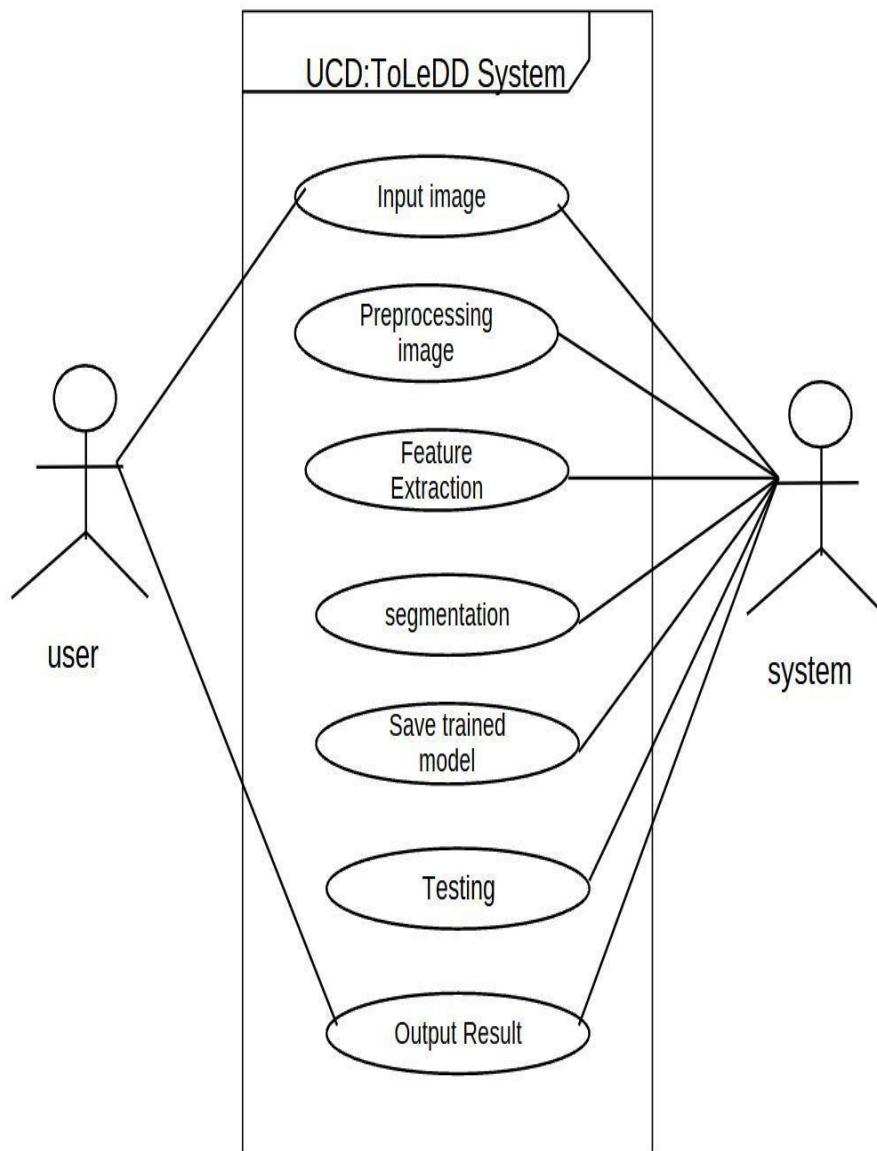 UCD:ToLeDD System
Input image
Preprocessing
image
Feature
Extraction
segmentation
Save trained
model
Testing
Output Result
user
system